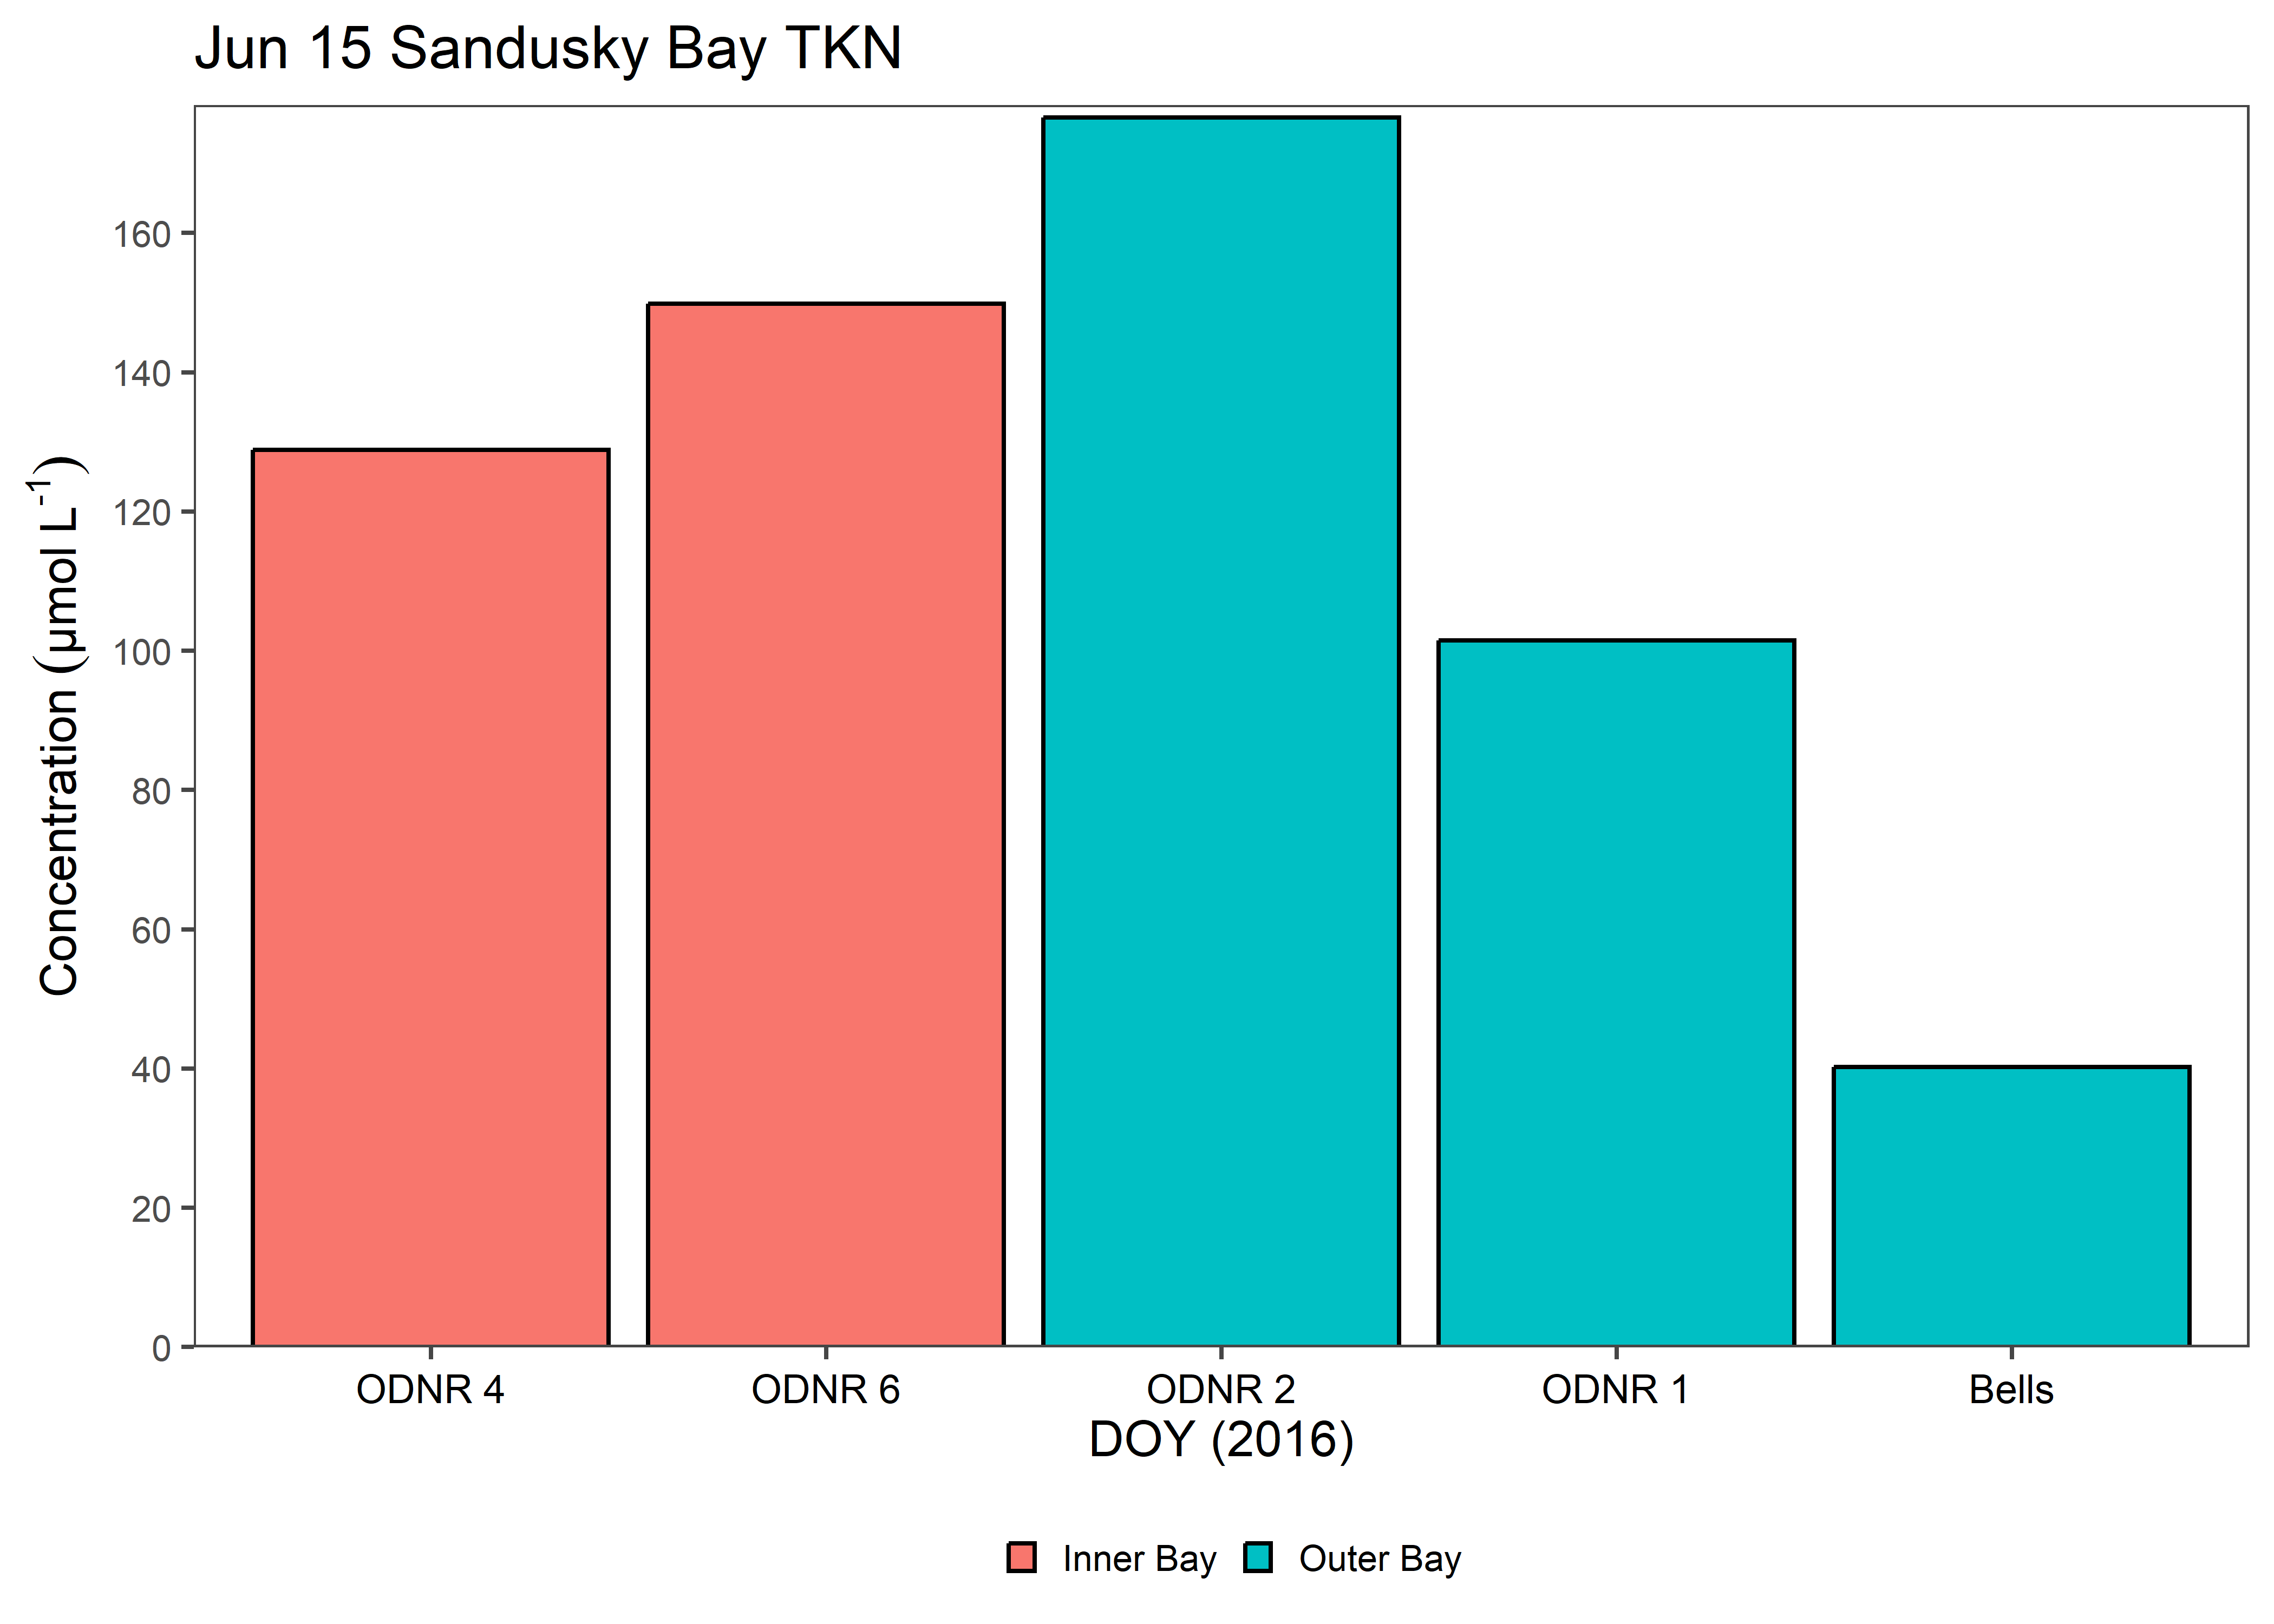 Jun 15 Sandusky Bay TKN
Concentration (µmol L⁻¹)
160
140
120
100
80
60
40
20
0
ODNR 4 ODNR 6 ODNR 2 ODNR 1 Bells
DOY (2016)
Inner Bay Outer Bay